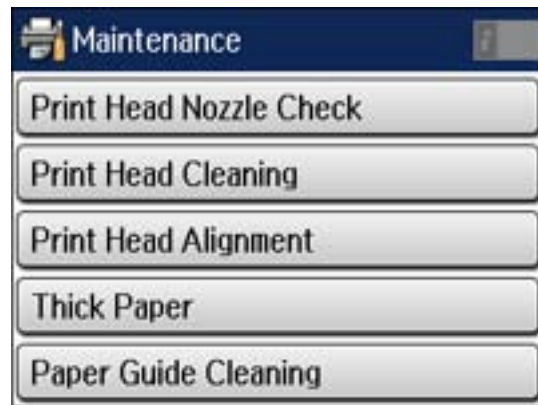 Maintenance
Print Head Nozzle Check
Print Head Cleaning
Print Head Alignment
Thick Paper
Paper Guide Cleaning